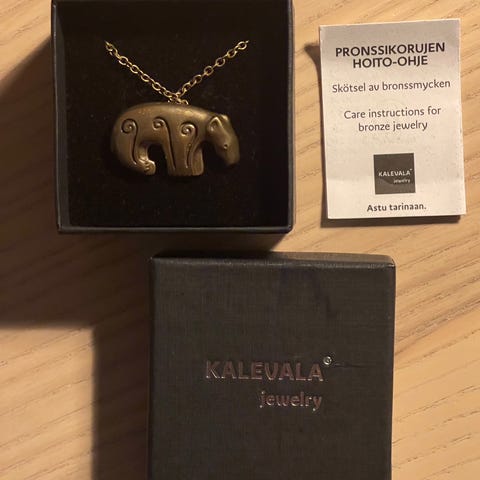 PRONSSIKORUJEN
HOITO-OHJE
Skötsel av bronssmycken
Care instructions for
bronze jewelry
KALEVALA
jewelry
Astu tarinaan.
KALEVALA
jewelry